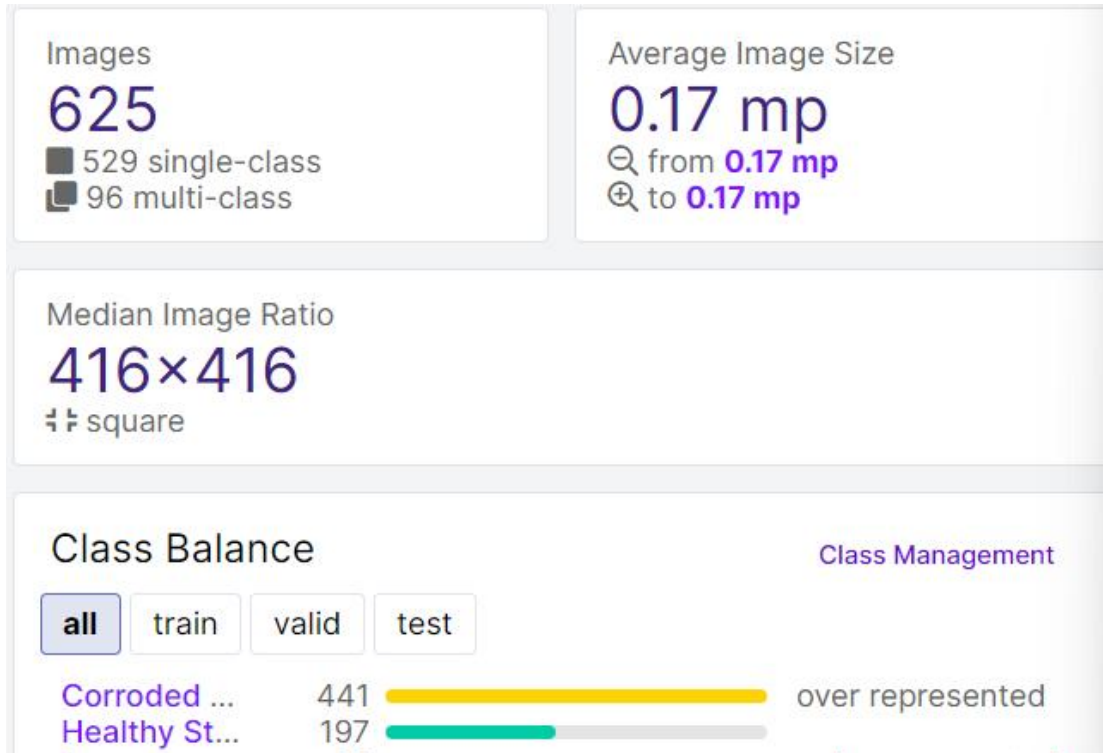 Images
625
529 single-class
96 multi-class
Average Image Size
0.17 mp
from 0.17 mp
to 0.17 mp
Median Image Ratio
416×416
square
Class Balance
Class Management
all train valid test
Corroded ... 441 over represented
Healthy St... 197